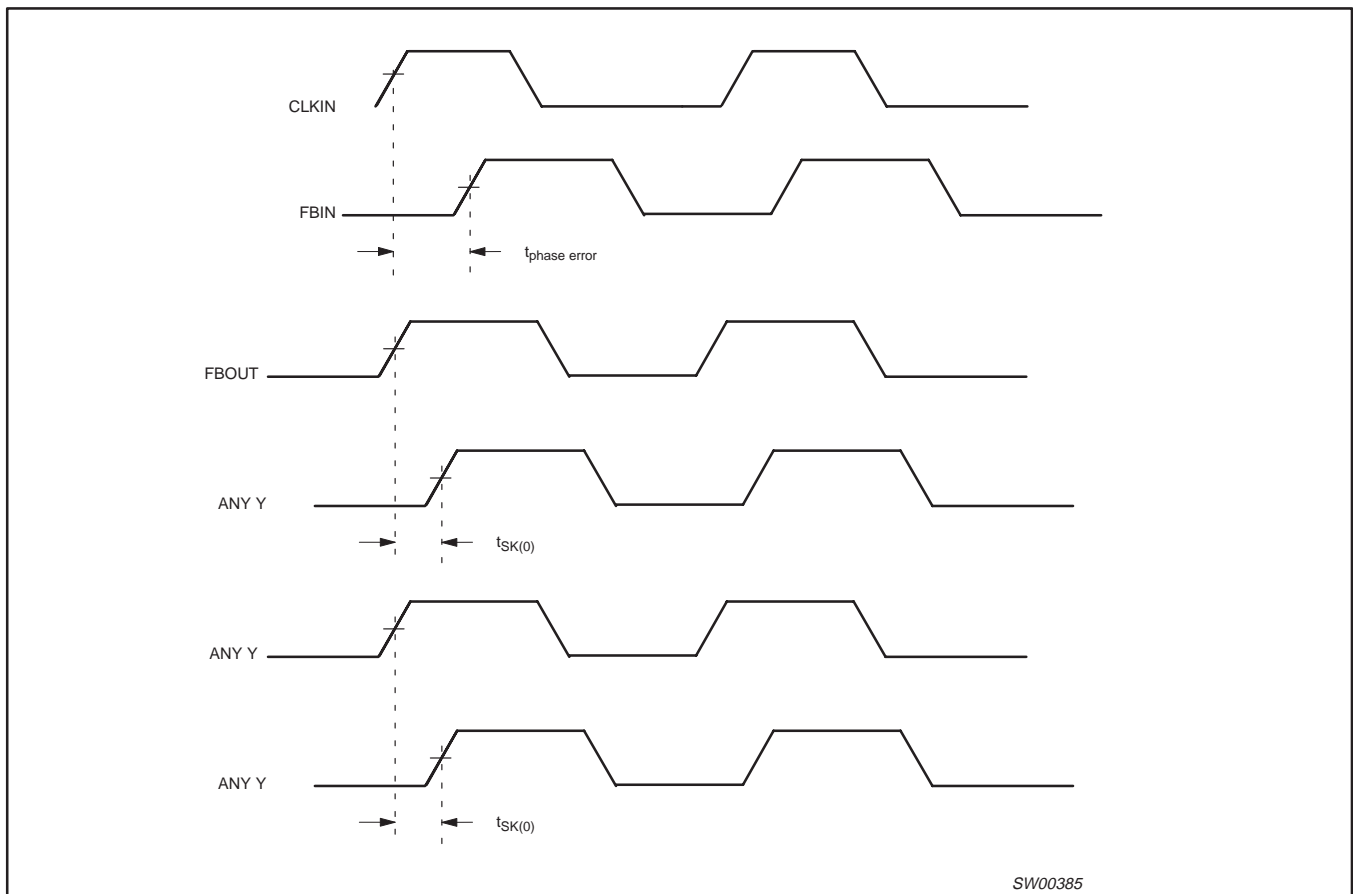 CLKIN
FBIN
tphase error
FBOUT
ANY Y
tSK(0)
ANY Y
ANY Y
tSK(0)
SW00385